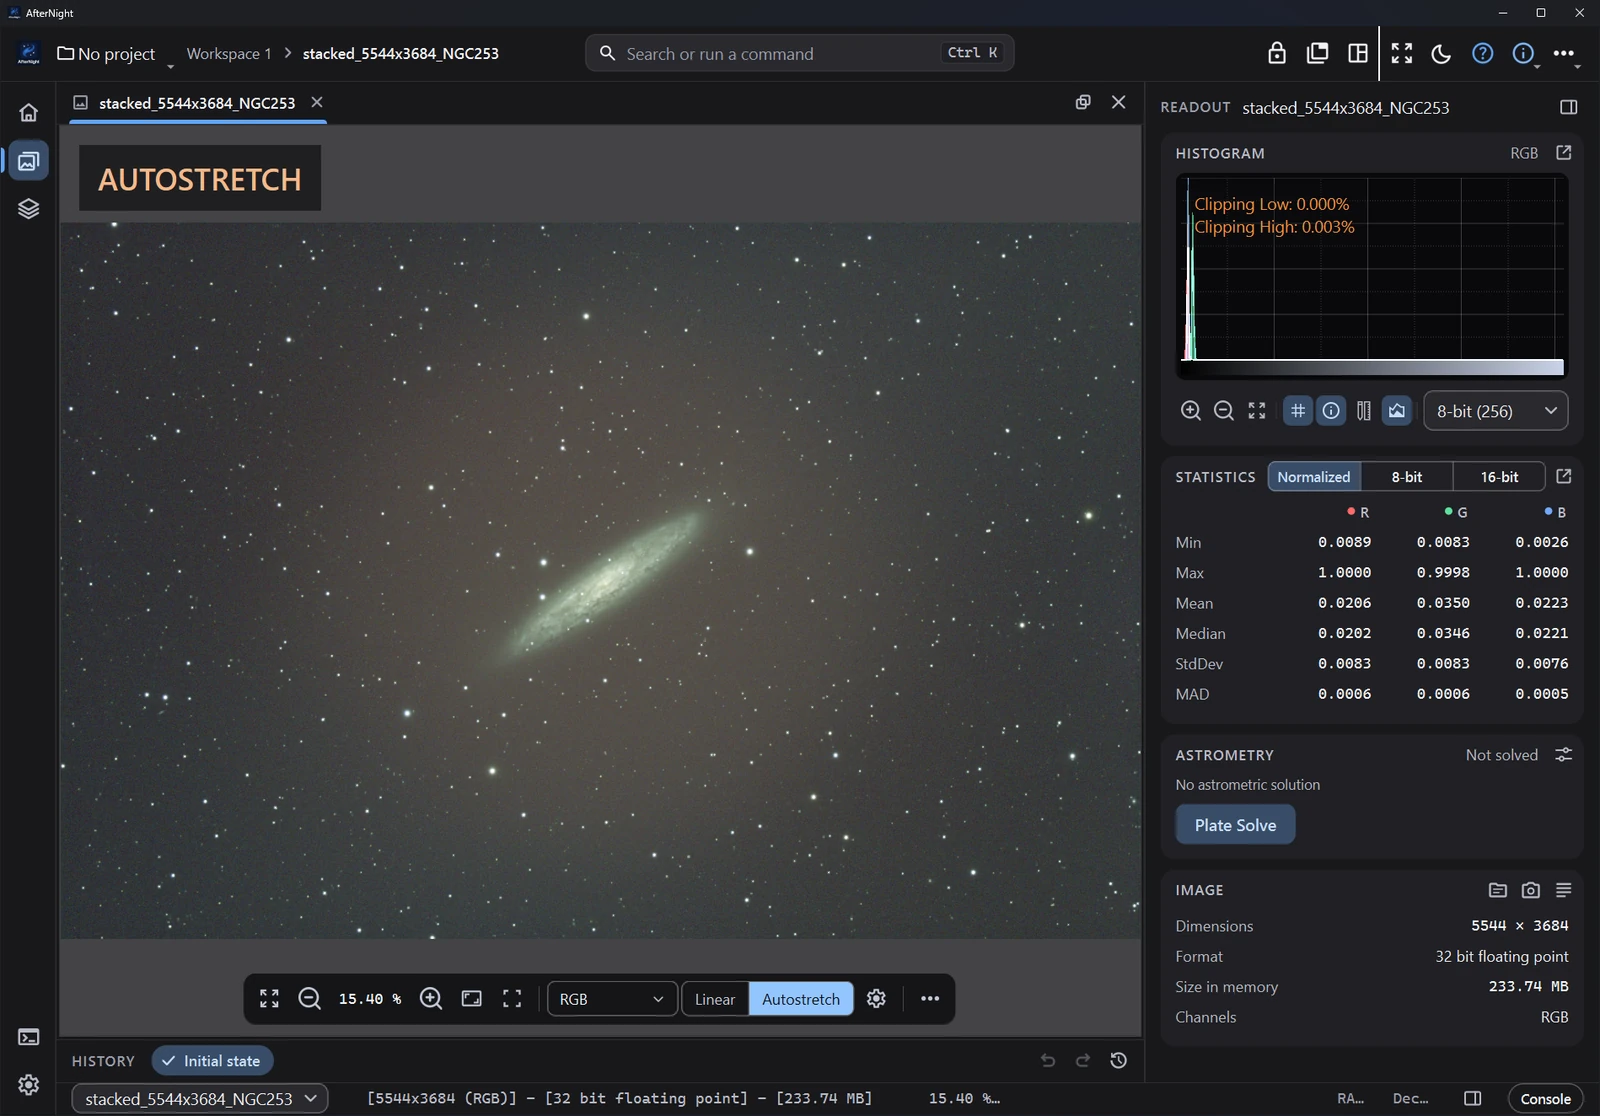 AfterNight
AfterNight
No project
Workspace 1 > stacked_5544x3684_NGC253
Search or run a command
Ctrl K
stacked_5544x3684_NGC253
AUTOSTRETCH
15.40 %
RGB
Linear
Autostretch
HISTORY
Initial state
READOUT stacked_5544x3684_NGC253
HISTOGRAM
RGB
Clipping Low: 0.000%
Clipping High: 0.003%
8-bit (256)
STATISTICS
Normalized
8-bit
16-bit
R G B
Min 0.0089 0.0083 0.0026
Max 1.0000 0.9998 1.0000
Mean 0.0206 0.0350 0.0223
Median 0.0202 0.0346 0.0221
StdDev 0.0083 0.0083 0.0076
MAD 0.0006 0.0006 0.0005
ASTROMETRY
Not solved
No astrometric solution
Plate Solve
IMAGE
Dimensions 5544 × 3684
Format 32 bit floating point
Size in memory 233.74 MB
Channels RGB
stacked_5544x3684_NGC253
[5544x3684 (RGB)] - [32 bit floating point] - [233.74 MB]
15.40 %…
RA…
Dec…
Console